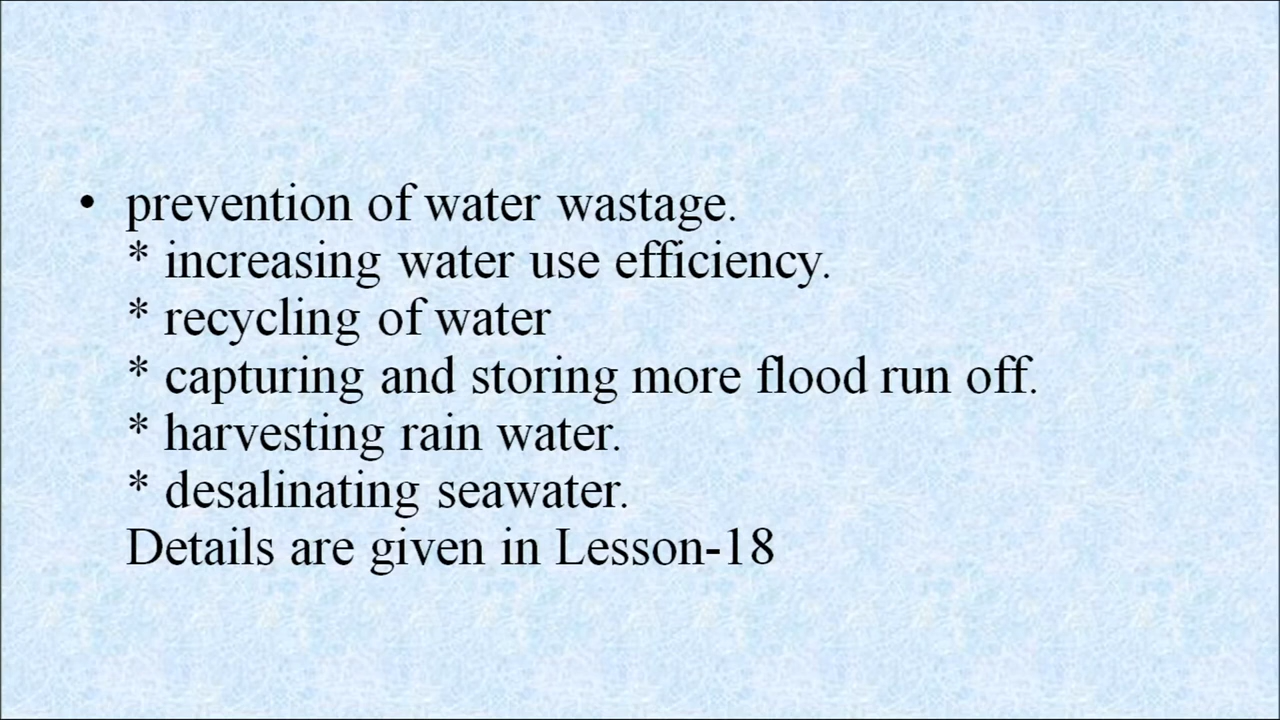 • prevention of water wastage.
* increasing water use efficiency.
* recycling of water
* capturing and storing more flood run off.
* harvesting rain water.
* desalinating seawater.
Details are given in Lesson-18